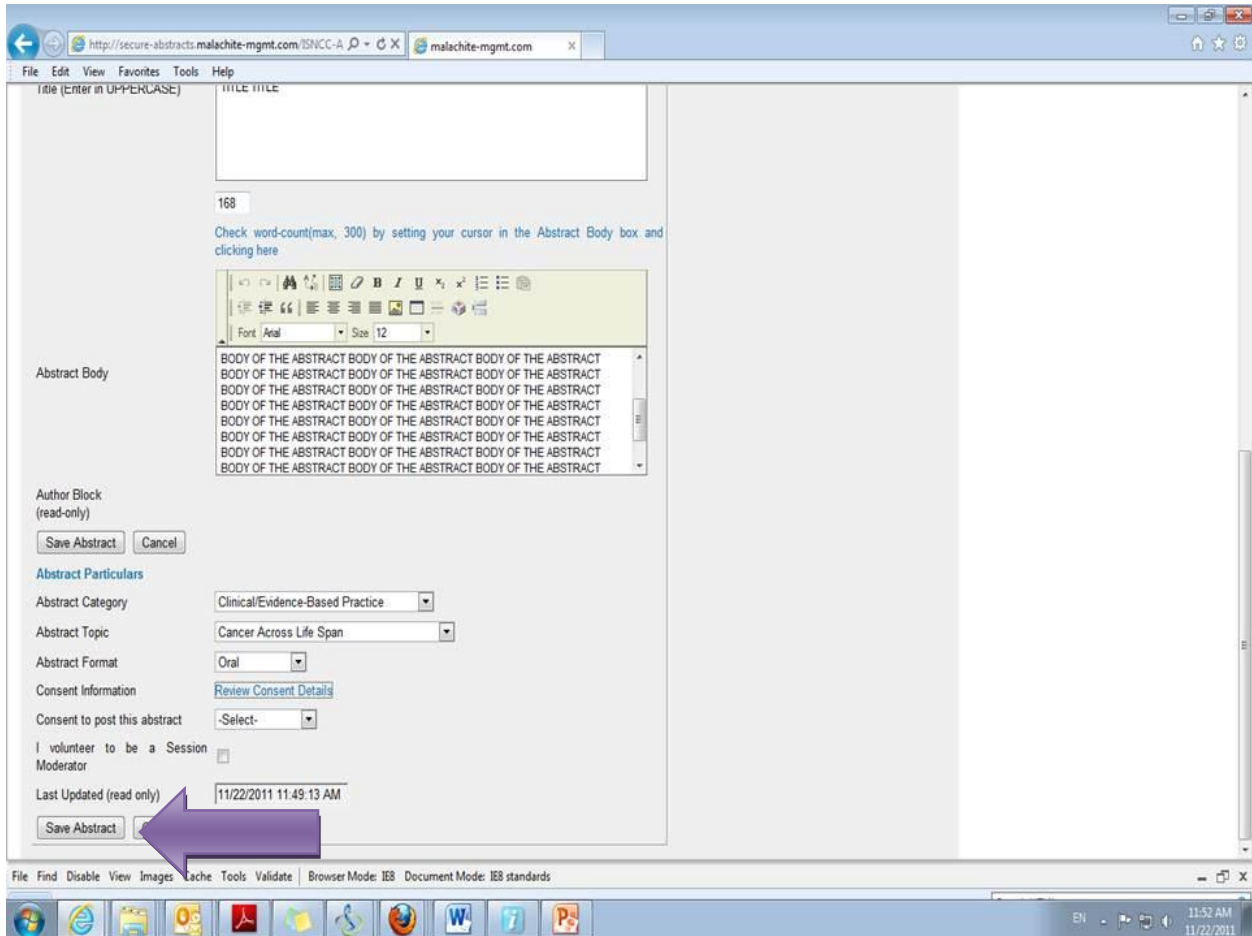 http://secure-abstracts.malachite-mgmt.com/ISNCC-A
malachite-mgmt.com
File Edit View Favorites Tools Help
Title (Enter in UPPERCASE)
TITLE TITLE
168
Check word-count(max, 300) by setting your cursor in the Abstract Body box and
clicking here
B I U x₂ x²
Font Arial Size 12
Abstract Body
BODY OF THE ABSTRACT BODY OF THE ABSTRACT BODY OF THE ABSTRACT
BODY OF THE ABSTRACT BODY OF THE ABSTRACT BODY OF THE ABSTRACT
BODY OF THE ABSTRACT BODY OF THE ABSTRACT BODY OF THE ABSTRACT
BODY OF THE ABSTRACT BODY OF THE ABSTRACT BODY OF THE ABSTRACT
BODY OF THE ABSTRACT BODY OF THE ABSTRACT BODY OF THE ABSTRACT
BODY OF THE ABSTRACT BODY OF THE ABSTRACT BODY OF THE ABSTRACT
BODY OF THE ABSTRACT BODY OF THE ABSTRACT BODY OF THE ABSTRACT
BODY OF THE ABSTRACT BODY OF THE ABSTRACT BODY OF THE ABSTRACT
Author Block
(read-only)
Save Abstract Cancel
Abstract Particulars
Abstract Category Clinical/Evidence-Based Practice
Abstract Topic Cancer Across Life Span
Abstract Format Oral
Consent Information Review Consent Details
Consent to post this abstract -Select-
I volunteer to be a Session
Moderator
Last Updated (read only) 11/22/2011 11:49:13 AM
Save Abstract
File Find Disable View Images Cache Tools Validate Browser Mode: IE8 Document Mode: IE8 standards
EN 11:52 AM
11/22/2011